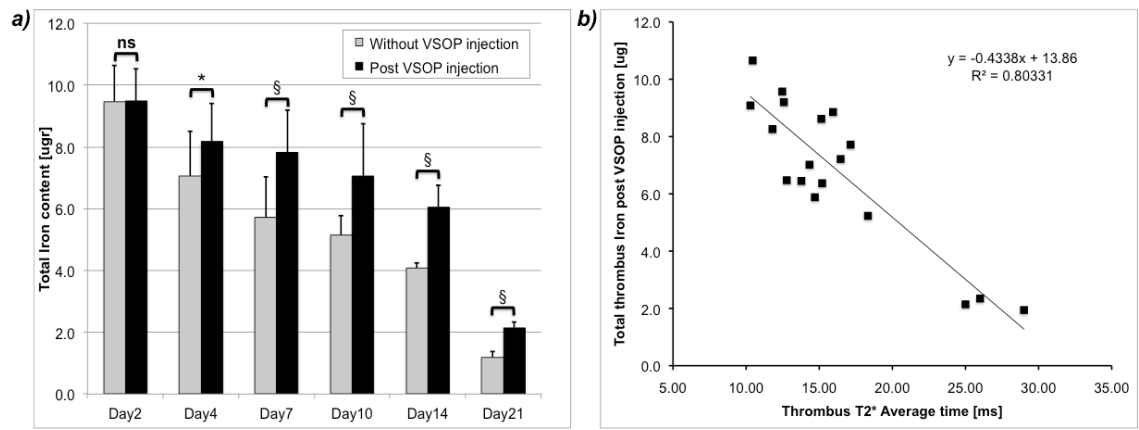 a)
12.0
10.0
8.0
6.0
4.0
2.0
0.0
Total Iron content [ugr]
Without VSOP injection
Post VSOP injection
ns
*
§
§
§
§
Day2 Day4 Day7 Day10 Day14 Day21
b)
12.0
10.0
8.0
6.0
4.0
2.0
0.0
Total thrombus Iron post VSOP injection [ug]
y = -0.4338x + 13.86
R² = 0.80331
5.00 10.00 15.00 20.00 25.00 30.00 35.00
Thrombus T2* Average time [ms]